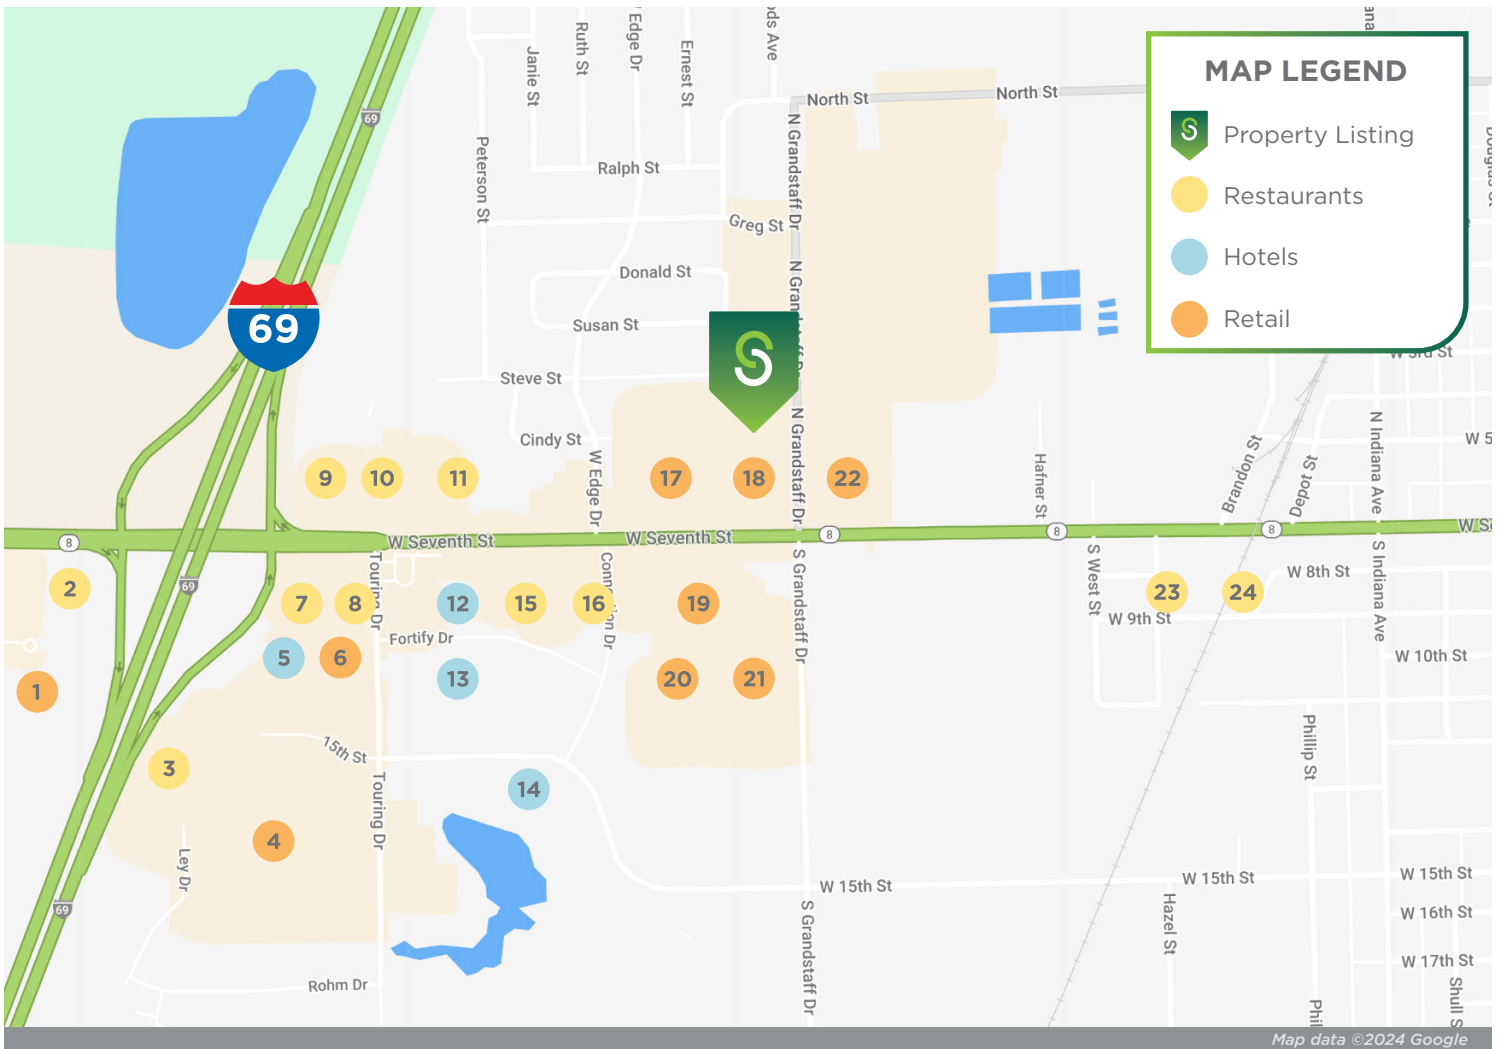 MAP LEGEND
Property Listing
Restaurants
Hotels
Retail
ods Ave
W Edge Dr
Ruth St
Janie St
Ernest St
Peterson St
North St
North St
N Grandstaff Dr
Ralph St
Greg St
Donald St
Susan St
Steve St
Cindy St
69
69
W 3rd St
N Grandstaff Dr
N Indiana Ave
W 5
Brandon St
Depot St
Hafner St
W Edge Dr
9
10
11
17
18
22
8
W Seventh St
W Seventh St
8
8
8
69
2
7
8
12
15
16
19
Touring Dr
S Grandstaff Dr
S West St
23
24
W 8th St
W 9th St
S Indiana Ave
W 10th St
Fortify Dr
5
6
13
20
21
1
3
15th St
Touring Dr
14
Phillip St
4
Ley Dr
W 15th St
W 15th St
W 15th St
W 16th St
W 17th St
Hazel St
S Grandstaff Dr
69
Rohm Dr
Shull S
Phil
Map data ©2024 Google